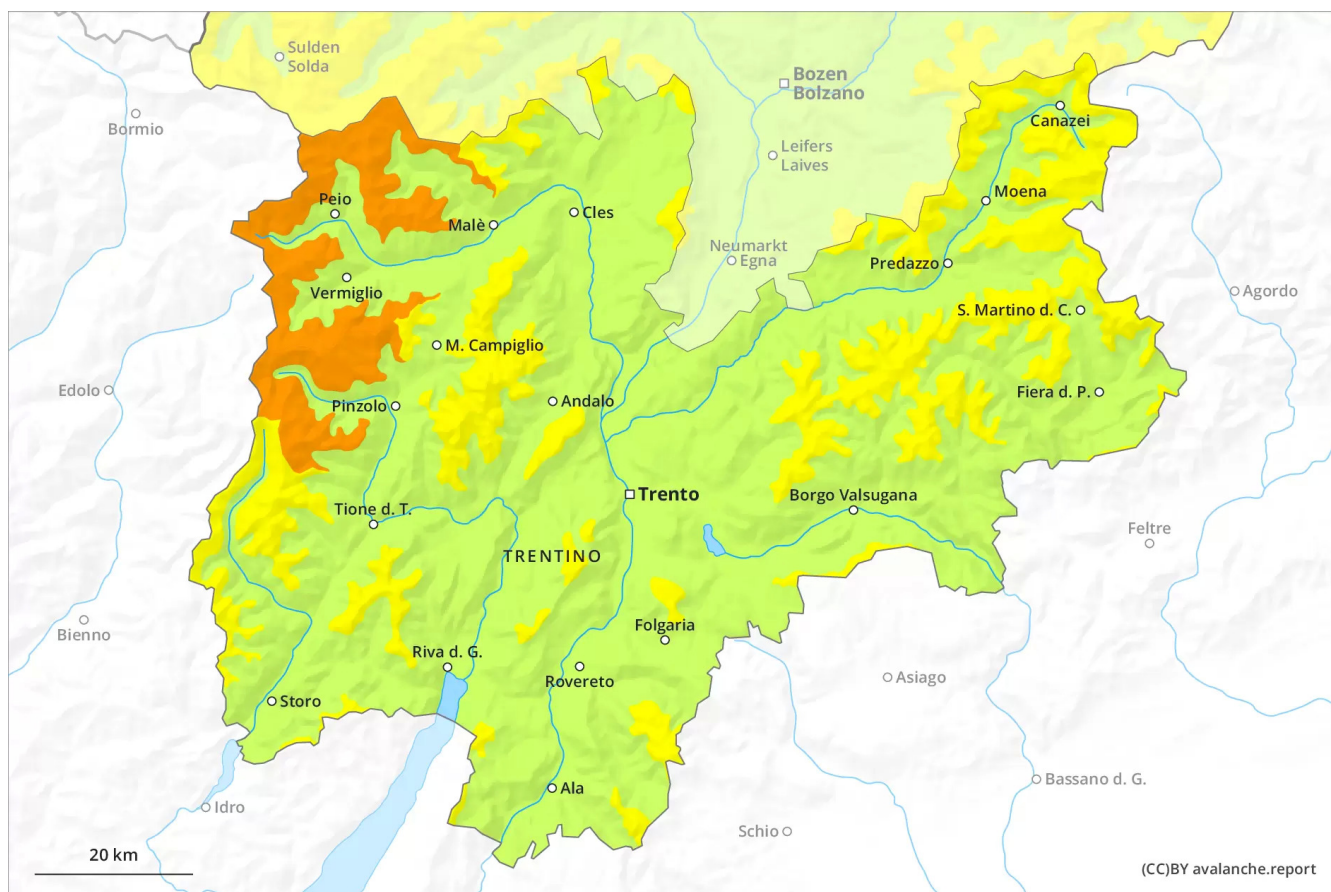 Sulden
Solda
Bozen
Bolzano
Bormio
Canazei
Leifers
Laives
Peio
Moena
Malè
Cles
Neumarkt
Egna
Predazzo
Vermiglio
Agordo
S. Martino d. C.
M. Campiglio
Edolo
Fiera d. P.
Pinzolo
Andalo
Trento
Borgo Valsugana
Tione d. T.
Feltre
TRENTINO
Bienno
Folgaria
Riva d. G.
Rovereto
Asiago
Storo
Bassano d. G.
Ala
Idro
Schio
20 km
(CC)BY avalanche.report